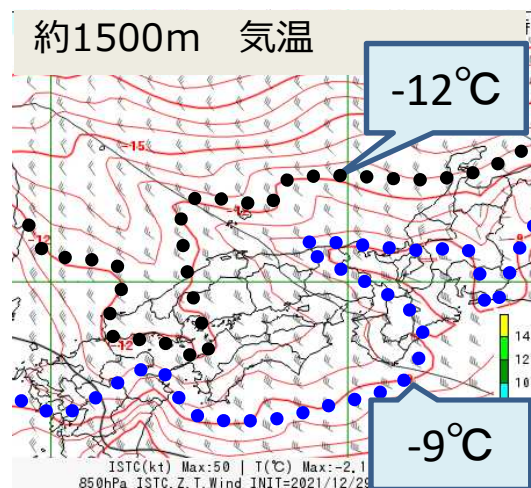 約1500m 気温
-12℃
-15
-12
-12
14
12
10
-9℃
ISTC(kt) Max:50 | T(℃) Max:-2.1
850hPa ISTC,Z,T,Wind INIT=2021/12/29